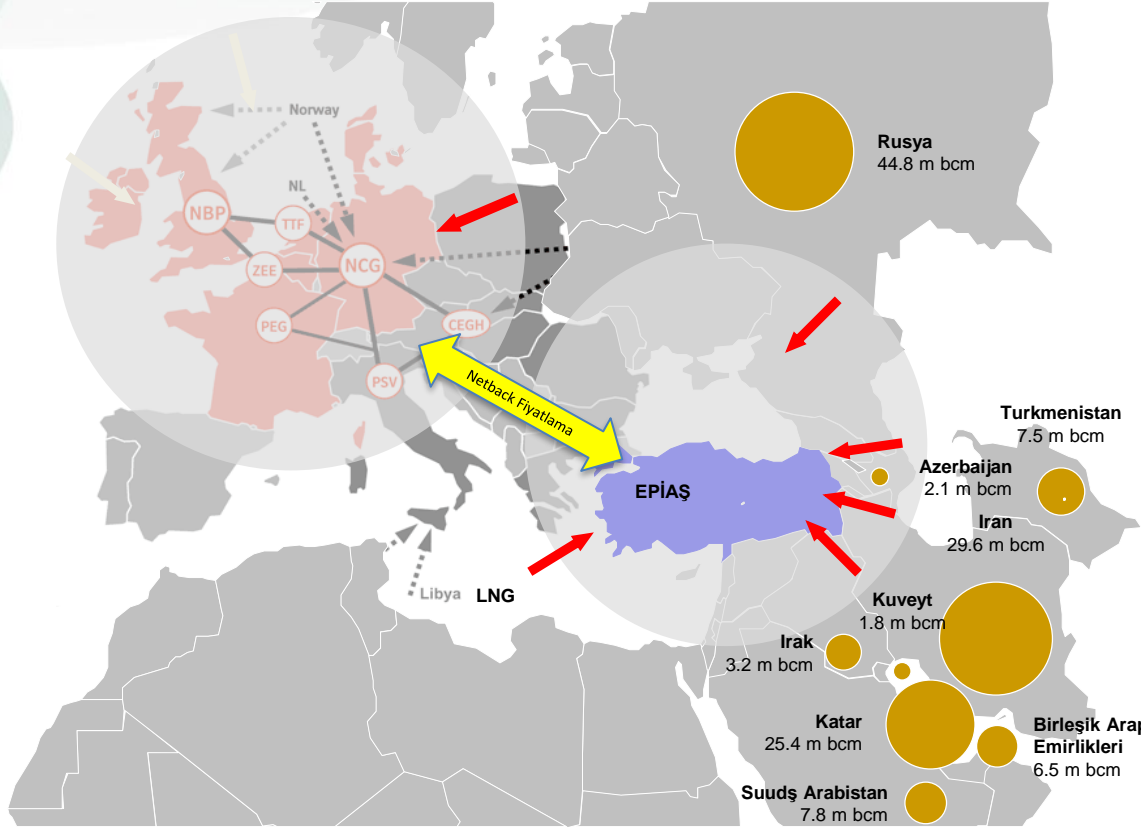 Norway
NL
NBP
TTF
ZEE
NCG
PEG
CEGH
PSV
Netback Fiyatlama
EPİAŞ
Libya
LNG
Rusya
44.8 m bcm
Turkmenistan
7.5 m bcm
Azerbaijan
2.1 m bcm
Iran
29.6 m bcm
Kuveyt
1.8 m bcm
Irak
3.2 m bcm
Katar
25.4 m bcm
Birleşik Arap
Emirlikleri
6.5 m bcm
Suudş Arabistan
7.8 m bcm